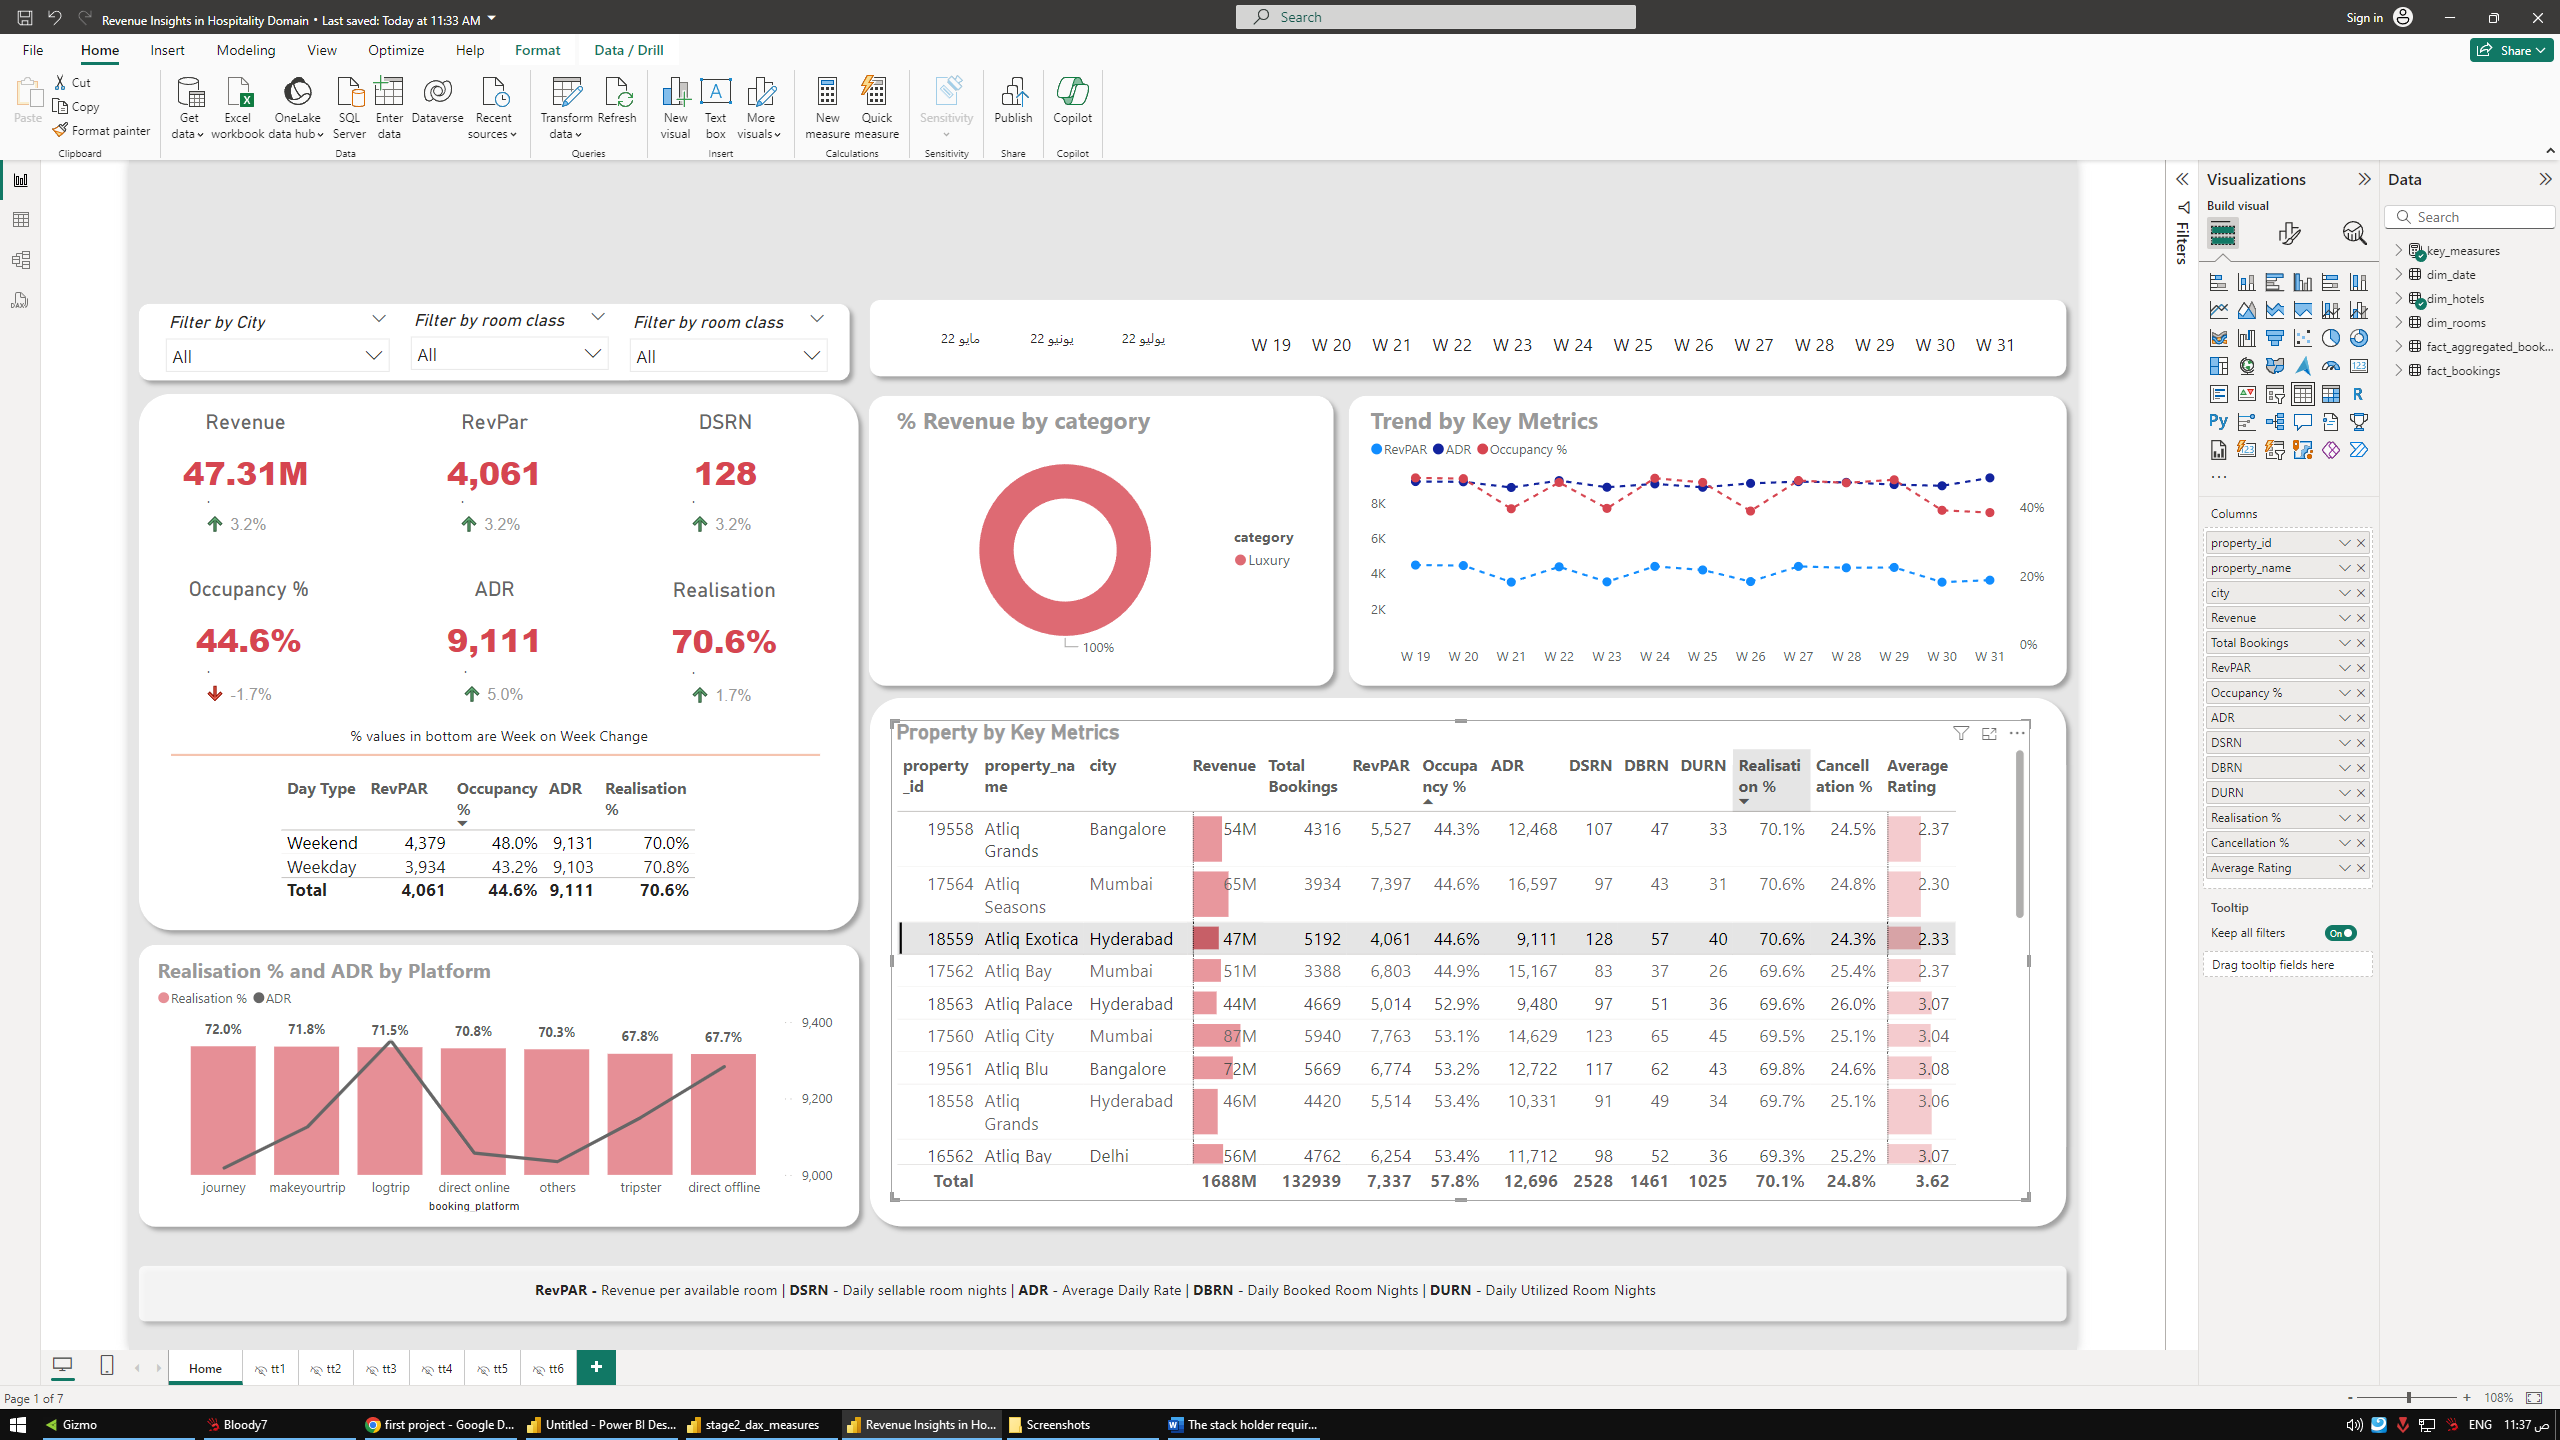 Revenue Insights in Hospitality Domain • Last saved: Today at 11:33 AM
Search
Sign in
File Home Insert Modeling View Optimize Help Format Data / Drill
Share
Paste
Cut
Copy
Format painter
Clipboard
Get data
Excel workbook
OneLake data hub
SQL Server
Enter data
Dataverse
Recent sources
Data
Transform data
Refresh
Queries
New visual
Text box
More visuals
Insert
New measure
Quick measure
Calculations
Sensitivity
Sensitivity
Publish
Share
Copilot
Copilot
Filter by City
All
Filter by room class
All
Filter by room class
All
مايو 22
يونيو 22
يوليو 22
W 19 W 20 W 21 W 22 W 23 W 24 W 25 W 26 W 27 W 28 W 29 W 30 W 31
Revenue
47.31M
3.2%
RevPar
4,061
3.2%
DSRN
128
3.2%
Occupancy %
44.6%
-1.7%
ADR
9,111
5.0%
Realisation
70.6%
1.7%
% values in bottom are Week on Week Change
Day Type RevPAR Occupancy % ADR Realisation %
Weekend 4,379 48.0% 9,131 70.0%
Weekday 3,934 43.2% 9,103 70.8%
Total 4,061 44.6% 9,111 70.6%
% Revenue by category
category
Luxury
100%
Trend by Key Metrics
RevPAR ADR Occupancy %
8K
6K
4K
2K
40%
20%
0%
W 19 W 20 W 21 W 22 W 23 W 24 W 25 W 26 W 27 W 28 W 29 W 30 W 31
Realisation % and ADR by Platform
Realisation % ADR
72.0% 71.8% 71.5% 70.8% 70.3% 67.8% 67.7%
9,400
9,200
9,000
journey makeyourtrip logtrip direct online others tripster direct offline
booking_platform
Property by Key Metrics
property_id property_name city Revenue Total Bookings RevPAR Occupancy % ADR DSRN DBRN DURN Realisation % Cancellation % Average Rating
19558 Atliq Grands Bangalore 54M 4316 5,527 44.3% 12,468 107 47 33 70.1% 24.5% 2.37
17564 Atliq Seasons Mumbai 65M 3934 7,397 44.6% 16,597 97 43 31 70.6% 24.8% 2.30
18559 Atliq Exotica Hyderabad 47M 5192 4,061 44.6% 9,111 128 57 40 70.6% 24.3% 2.33
17562 Atliq Bay Mumbai 51M 3388 6,803 44.9% 15,167 83 37 26 69.6% 25.4% 2.37
18563 Atliq Palace Hyderabad 44M 4669 5,014 52.9% 9,480 97 51 36 69.6% 26.0% 3.07
17560 Atliq City Mumbai 87M 5940 7,763 53.1% 14,629 123 65 45 69.5% 25.1% 3.04
19561 Atliq Blu Bangalore 72M 5669 6,774 53.2% 12,722 117 62 43 69.8% 24.6% 3.08
18558 Atliq Grands Hyderabad 46M 4420 5,514 53.4% 10,331 91 49 34 69.7% 25.1% 3.06
16562 Atliq Bay Delhi 56M 4762 6,254 53.4% 11,712 98 52 36 69.3% 25.2% 3.07
Total 1688M 132939 7,337 57.8% 12,696 2528 1461 1025 70.1% 24.8% 3.62
RevPAR - Revenue per available room | DSRN - Daily sellable room nights | ADR - Average Daily Rate | DBRN - Daily Booked Room Nights | DURN - Daily Utilized Room Nights
Filters
Visualizations
Build visual
R
Py
123
Columns
property_id
property_name
city
Revenue
Total Bookings
RevPAR
Occupancy %
ADR
DSRN
DBRN
DURN
Realisation %
Cancellation %
Average Rating
Tooltip
Keep all filters On
Drag tooltip fields here
Data
Search
key_measures
dim_date
dim_hotels
dim_rooms
fact_aggregated_book...
fact_bookings
Home tt1 tt2 tt3 tt4 tt5 tt6
Page 1 of 7
108%
Gizmo
Bloody7
first project - Google D...
Untitled - Power BI Des...
stage2_dax_measures
Revenue Insights in Ho...
Screenshots
The stack holder requir...
ENG
11:37 ص